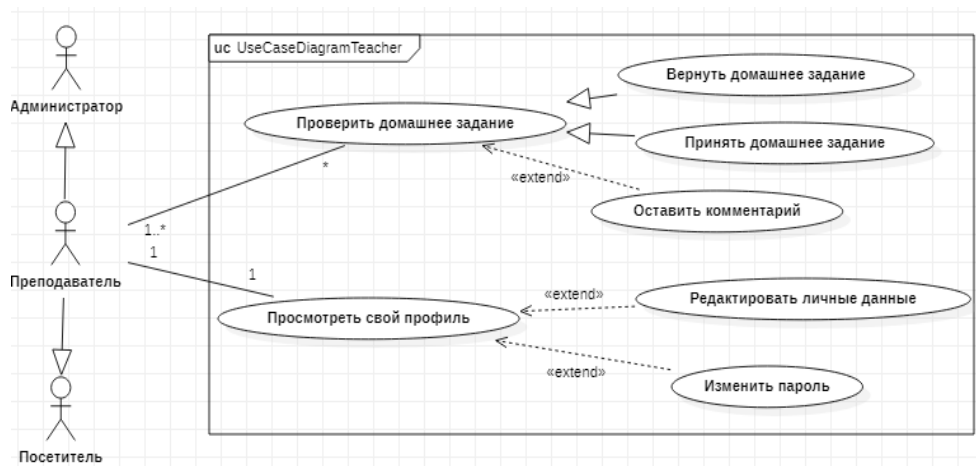 uc UseCaseDiagramTeacher
Администратор
Вернуть домашнее задание
Проверить домашнее задание
Принять домашнее задание
*
«extend»
Оставить комментарий
1..*
1
Преподаватель
1
«extend»
Редактировать личные данные
Просмотреть свой профиль
«extend»
Изменить пароль
Посетитель